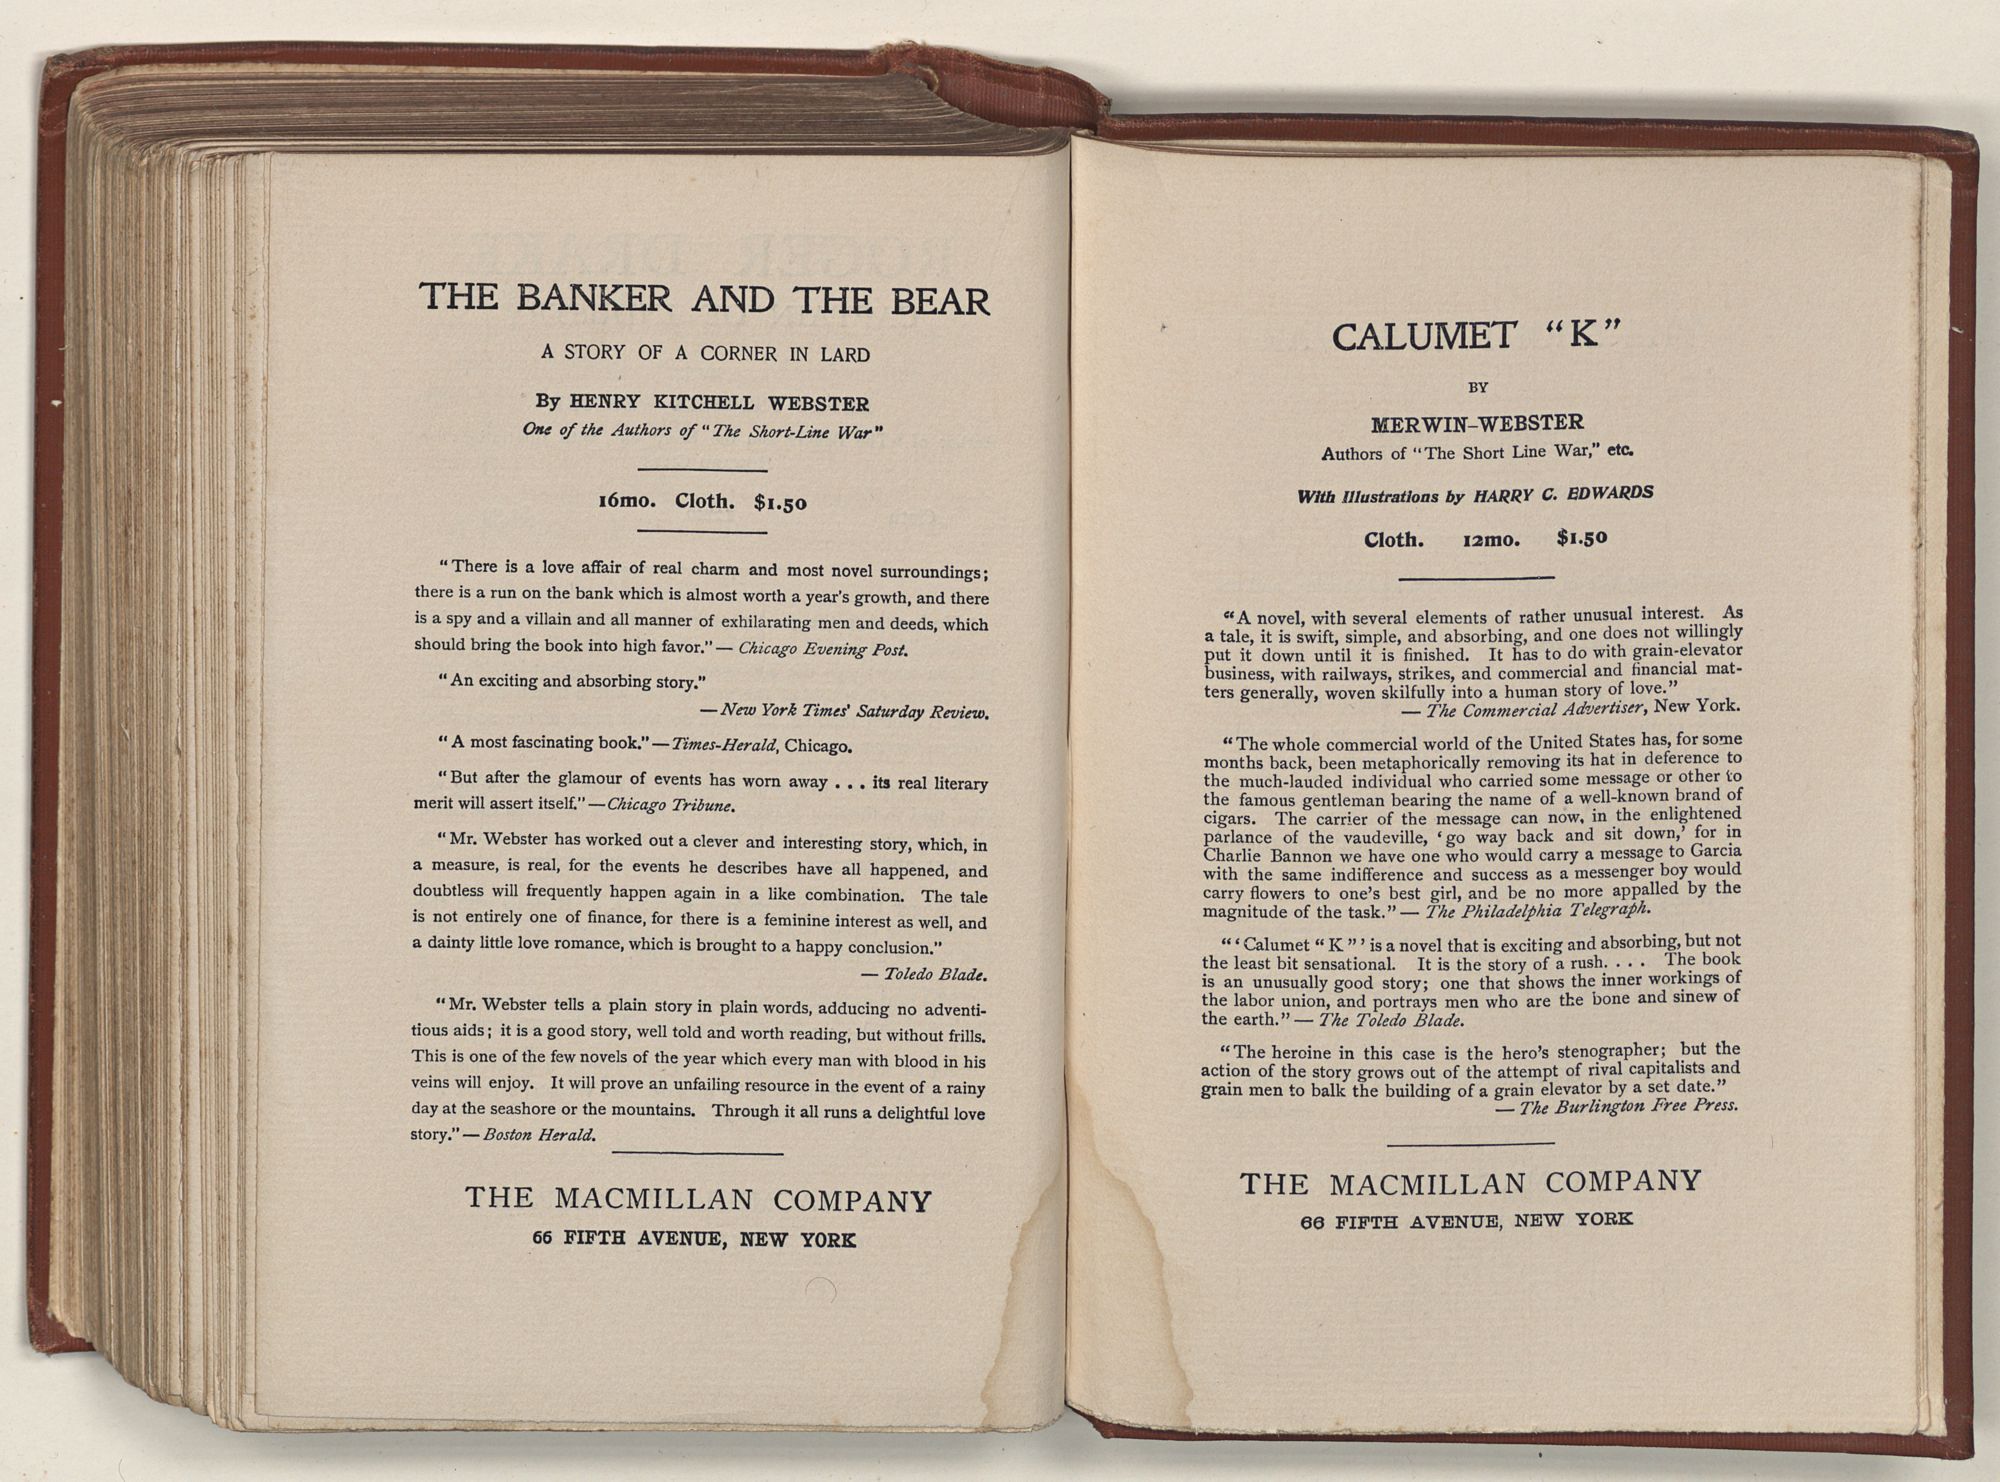 THE BANKER AND THE BEAR
A STORY OF A CORNER IN LARD
By HENRY KITCHELL WEBSTER
One of the Authors of "The Short-Line War"
16mo. Cloth. $1.50
"There is a love affair of real charm and most novel surroundings;
there is a run on the bank which is almost worth a year's growth, and there
is a spy and a villain and all manner of exhilarating men and deeds, which
should bring the book into high favor."—Chicago Evening Post.
"An exciting and absorbing story."
—New York Times' Saturday Review.
"A most fascinating book."—Times-Herald, Chicago.
"But after the glamour of events has worn away . . . its real literary
merit will assert itself."—Chicago Tribune.
"Mr. Webster has worked out a clever and interesting story, which, in
a measure, is real, for the events he describes have all happened, and
doubtless will frequently happen again in a like combination. The tale
is not entirely one of finance, for there is a feminine interest as well, and
a dainty little love romance, which is brought to a happy conclusion."
— Toledo Blade.
"Mr. Webster tells a plain story in plain words, adducing no adventi-
tious aids; it is a good story, well told and worth reading, but without frills.
This is one of the few novels of the year which every man with blood in his
veins will enjoy. It will prove an unfailing resource in the event of a rainy
day at the seashore or the mountains. Through it all runs a delightful love
story."—Boston Herald.
THE MACMILLAN COMPANY
66 FIFTH AVENUE, NEW YORK
CALUMET "K"
BY
MERWIN-WEBSTER
Authors of "The Short Line War," etc.
With Illustrations by HARRY C. EDWARDS
Cloth. 12mo. $1.50
"A novel, with several elements of rather unusual interest. As
a tale, it is swift, simple, and absorbing, and one does not willingly
put it down until it is finished. It has to do with grain-elevator
business, with railways, strikes, and commercial and financial mat-
ters generally, woven skilfully into a human story of love."
— The Commercial Advertiser, New York.
"The whole commercial world of the United States has, for some
months back, been metaphorically removing its hat in deference to
the much-lauded individual who carried some message or other to
the famous gentleman bearing the name of a well-known brand of
cigars. The carrier of the message can now, in the enlightened
parlance of the vaudeville, 'go way back and sit down,' for in
Charlie Bannon we have one who would carry a message to Garcia
with the same indifference and success as a messenger boy would
carry flowers to one's best girl, and be no more appalled by the
magnitude of the task."— The Philadelphia Telegraph.
"'Calumet "K"' is a novel that is exciting and absorbing, but not
the least bit sensational. It is the story of a rush. . . . The book
is an unusually good story; one that shows the inner workings of
the labor union, and portrays men who are the bone and sinew of
the earth."— The Toledo Blade.
"The heroine in this case is the hero's stenographer; but the
action of the story grows out of the attempt of rival capitalists and
grain men to balk the building of a grain elevator by a set date."
— The Burlington Free Press.
THE MACMILLAN COMPANY
66 FIFTH AVENUE, NEW YORK